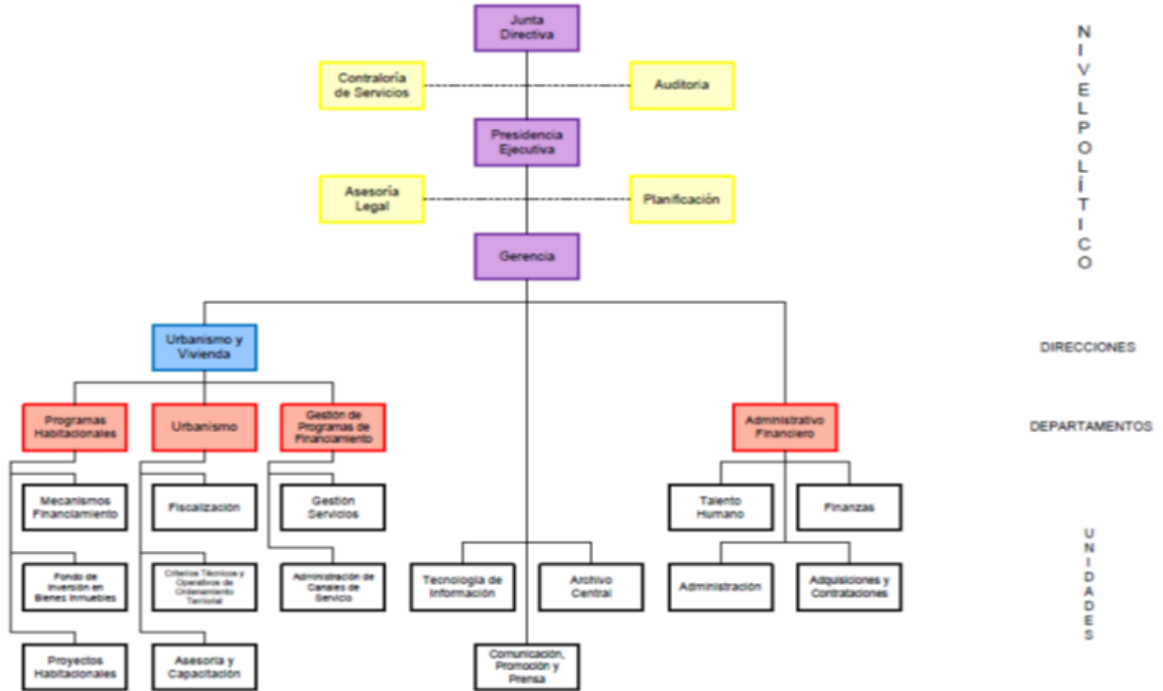 Junta
Directiva
Contraloría
de Servicios
Auditoria
Presidencia
Ejecutiva
Asesoría
Legal
Planificación
Gerencia
NIVEL POLÍTICO
Urbanismo y
Vivienda
DIRECCIONES
Programas
Habitacionales
Urbanismo
Gestión de
Programas de
Financiamiento
Administrativo
Financiero
DEPARTAMENTOS
Mecanismos
Financiamiento
Fiscalización
Gestión
Servicios
Talento
Humano
Finanzas
Fondo de
Inversión en
Bienes Inmuebles
Criterios Técnicos y
Operativos de
Ordenamiento
Territorial
Administración de
Canales de
Servicio
Tecnología de
Información
Archivo
Central
Administración
Adquisiciones y
Contrataciones
UNIDADES
Proyectos
Habitacionales
Asesoría y
Capacitación
Comunicación,
Promoción y
Prensa